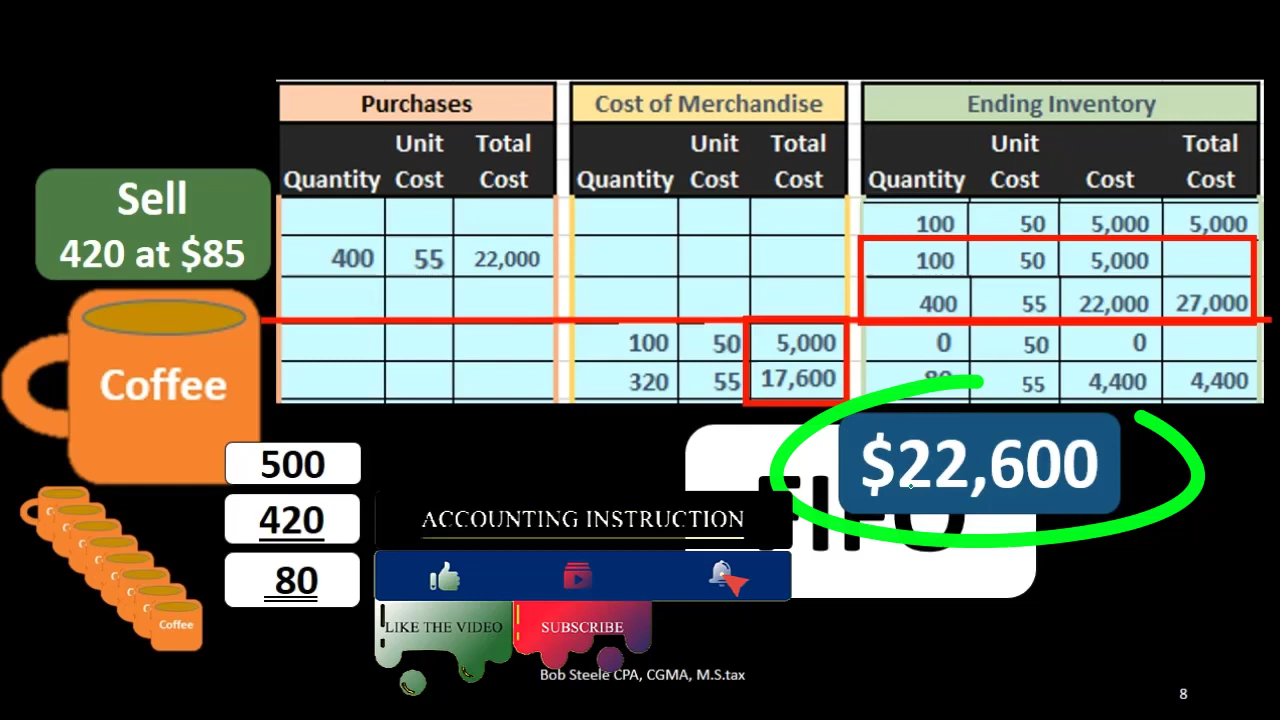 Purchases Cost of Merchandise Ending Inventory
Unit Total Unit Total Unit Total
Quantity Cost Cost Quantity Cost Cost Quantity Cost Cost Cost
Sell
420 at $85
100 50 5,000 5,000
400 55 22,000 100 50 5,000
400 55 22,000 27,000
100 50 5,000 0 50 0
320 55 17,600 80 55 4,400 4,400
Coffee
$22,600
FIFO
500
420
80
ACCOUNTING INSTRUCTION
LIKE THE VIDEO SUBSCRIBE
Coffee
Bob Steele CPA, CGMA, M.S.tax
8